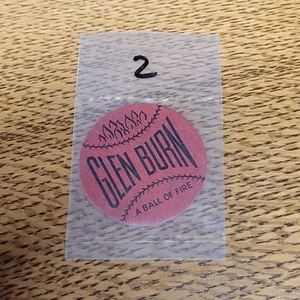 2
GLEN BURN
A BALL OF FIRE